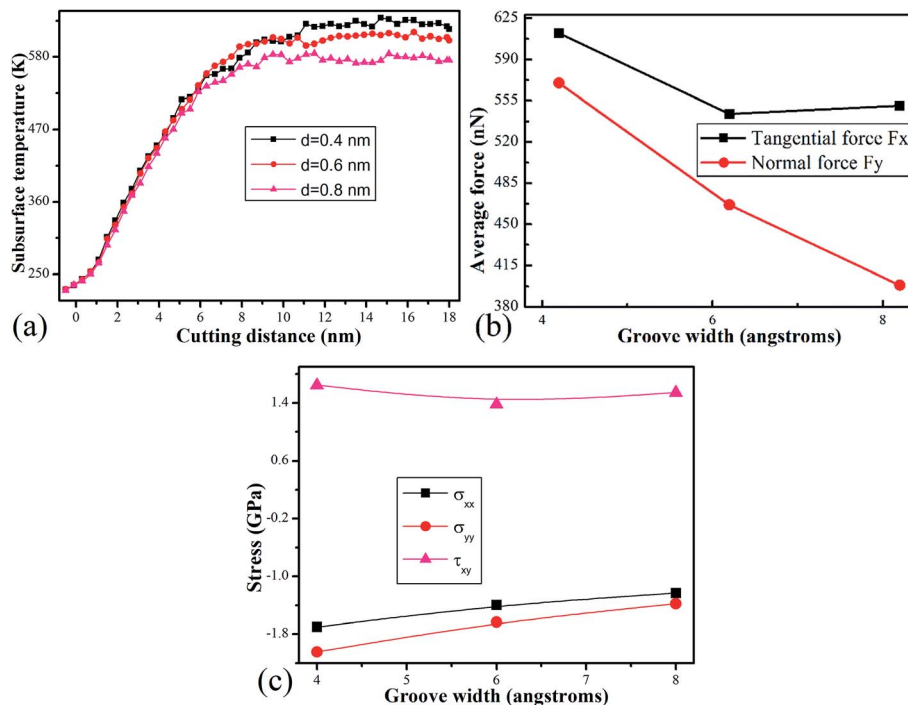 (a)
Subsurface temperature (K)
580
470
360
250
d=0.4 nm
d=0.6 nm
d=0.8 nm
0 2 4 6 8 10 12 14 16 18
Cutting distance (nm)
(b)
Average force (nN)
625
590
555
520
485
450
415
380
Tangential force Fx
Normal force Fy
4 6 8
Groove width (angstroms)
(c)
Stress (GPa)
1.4
0.6
-0.2
-1.0
-1.8
σxx
σyy
τxy
4 5 6 7 8
Groove width (angstroms)